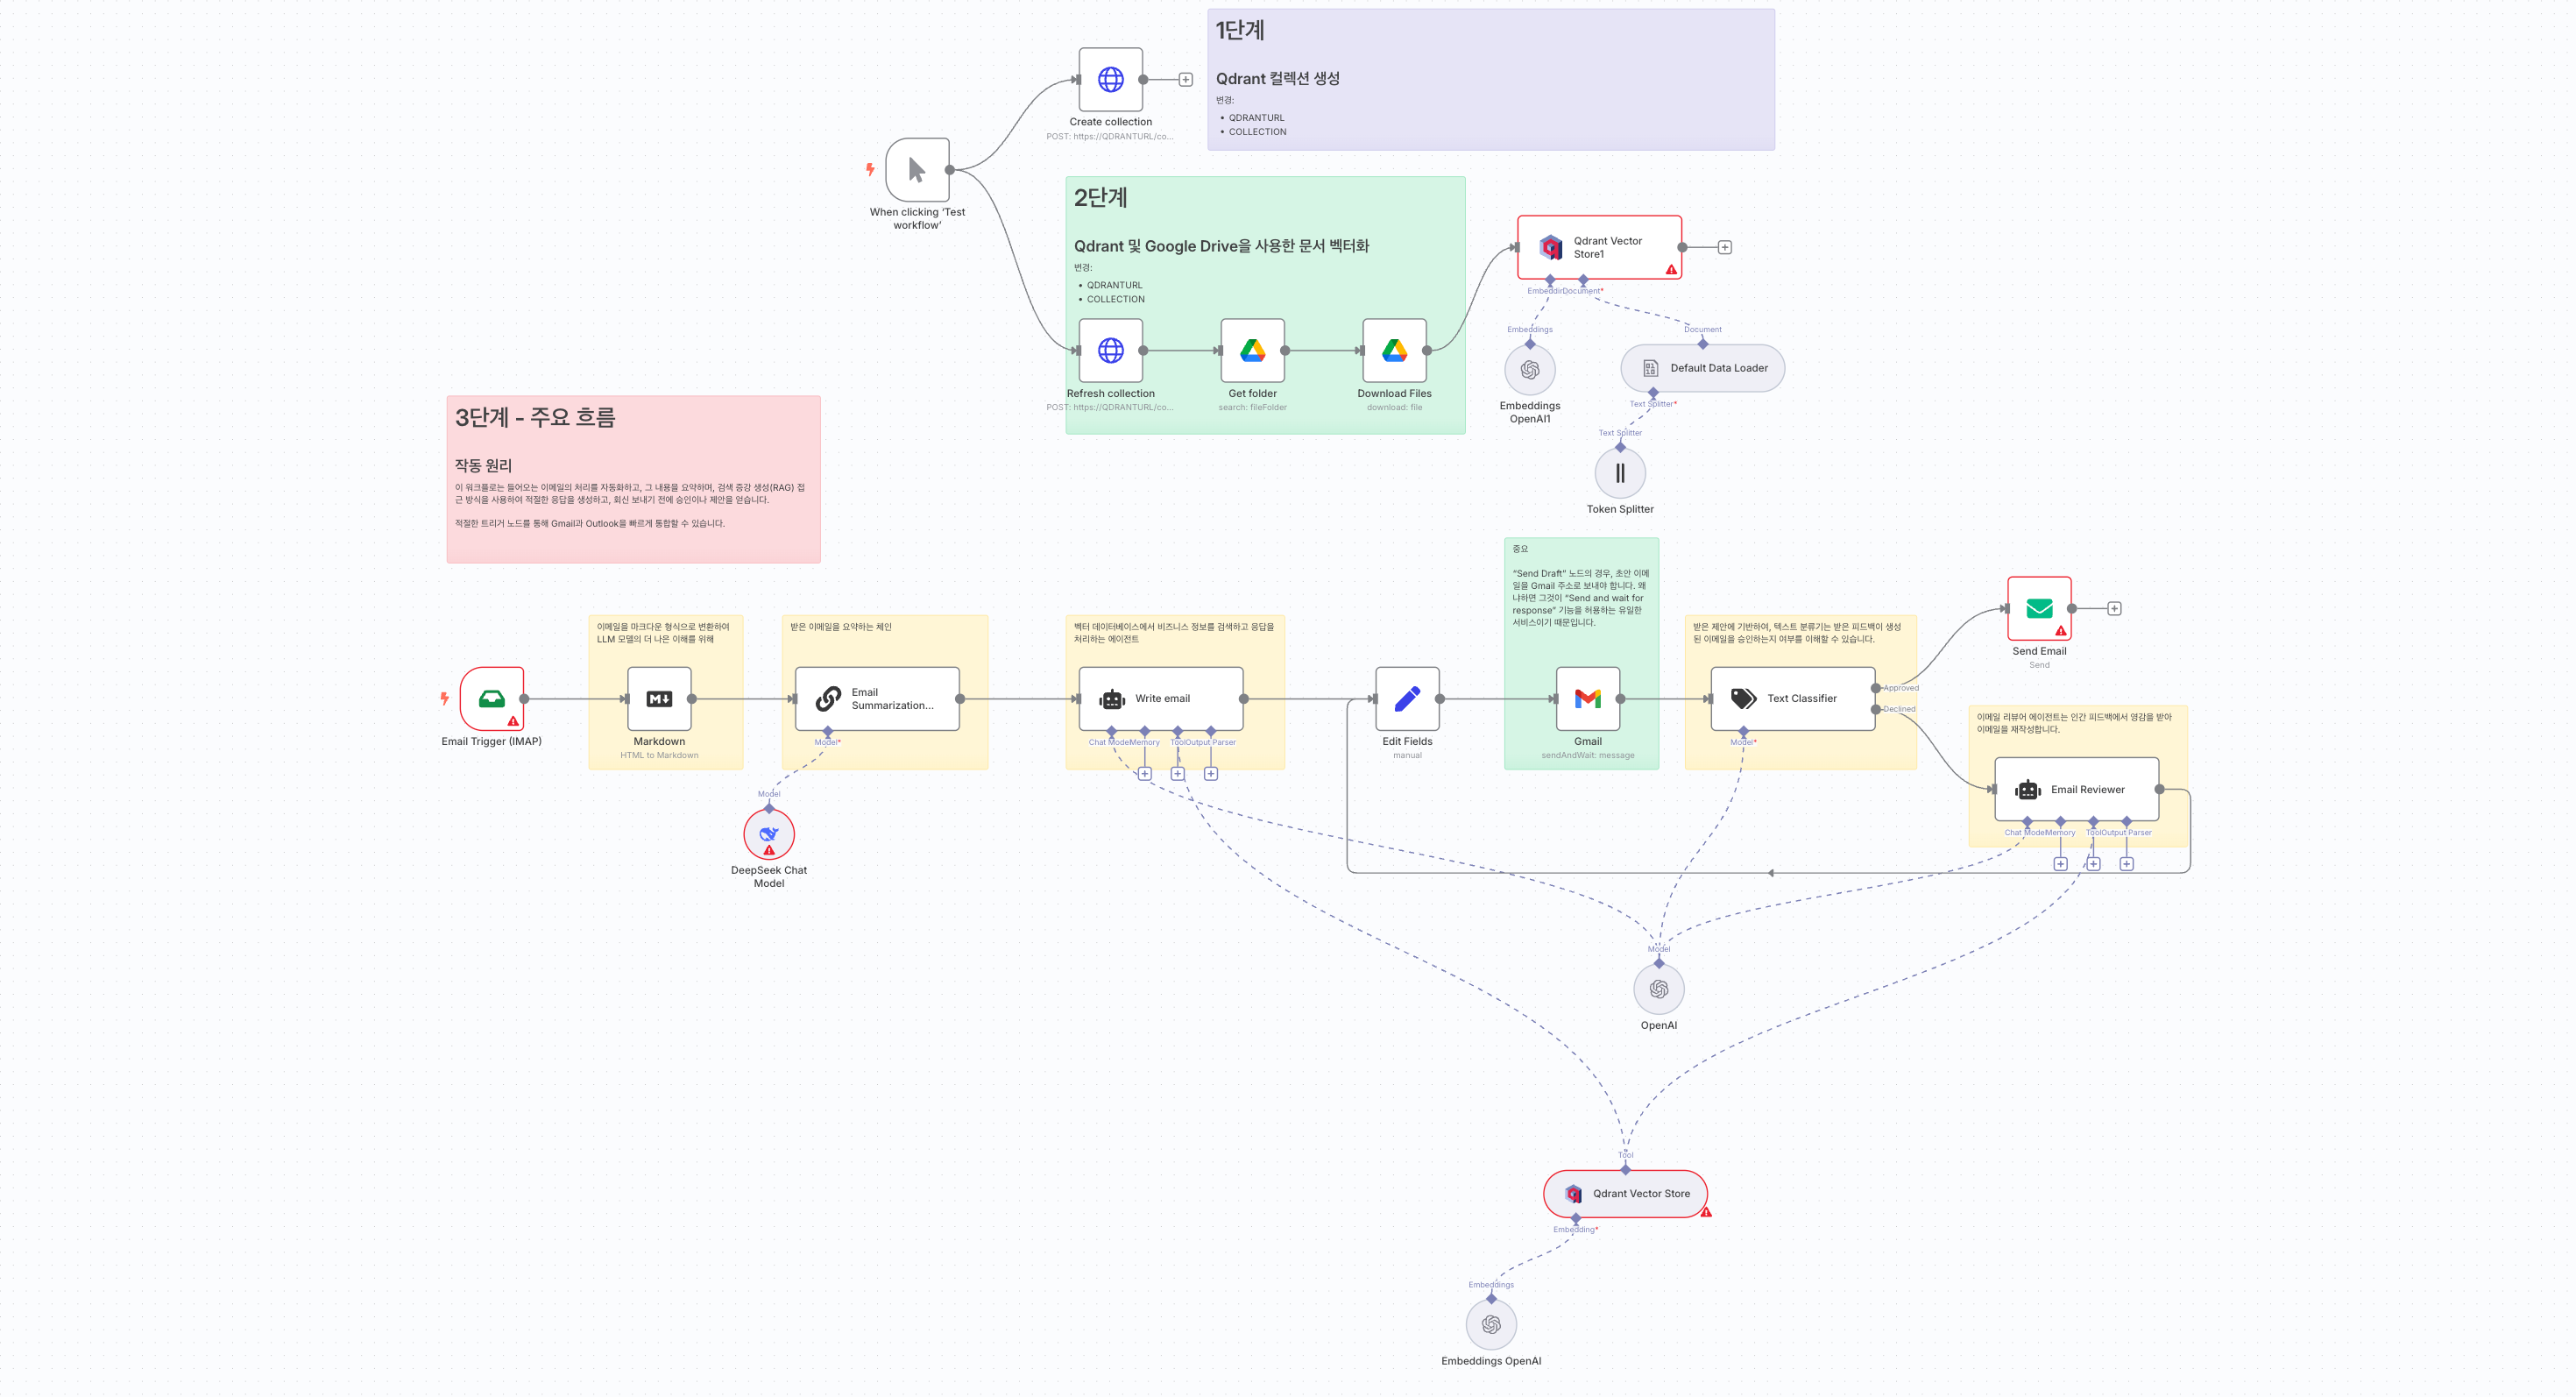 1단계
Qdrant 컬렉션 생성
변경:
• QDRANTURL
• COLLECTION
Create collection
POST: https://QDRANTURL/co...
When clicking ‘Test
workflow’
2단계
Qdrant 및 Google Drive을 사용한 문서 벡터화
변경:
• QDRANTURL
• COLLECTION
Refresh collection
POST: https://QDRANTURL/co...
Get folder
search: fileFolder
Download Files
download: file
Qdrant Vector
Store1
Document*
Embeddings
Document
Embeddings
OpenAI1
Default Data Loader
Text Splitter*
Text Splitter
Token Splitter
3단계 - 주요 흐름
작동 원리
이 워크플로는 들어오는 이메일의 처리를 자동화하고, 그 내용을 요약하며, 검색 증강 생성(RAG) 접
근 방식을 사용하여 적절한 응답을 생성하고, 회신 보내기 전에 승인이나 제안을 얻습니다.
적절한 트리거 노드를 통해 Gmail과 Outlook을 빠르게 통합할 수 있습니다.
Email Trigger (IMAP)
이메일을 마크다운 형식으로 변환하여
LLM 모델의 더 나은 이해를 위해
Markdown
HTML to Markdown
받은 이메일을 요약하는 체인
Email
Summarization...
Model*
Model
DeepSeek Chat
Model
벡터 데이터베이스에서 비즈니스 정보를 검색하고 응답을
처리하는 에이전트
Write email
Chat Model Memory Tool Output Parser
Edit Fields
manual
중요
“Send Draft” 노드의 경우, 초안 이메
일을 Gmail 주소로 보내야 합니다. 왜
냐하면 그것이 “Send and wait for
response” 기능을 허용하는 유일한
서비스이기 때문입니다.
Gmail
sendAndWait: message
받은 제안에 기반하여, 텍스트 분류기는 받은 피드백이 생성
된 이메일을 승인하는지 여부를 이해할 수 있습니다.
Text Classifier
Approved
Declined
Model*
Send Email
Send
이메일 리뷰어 에이전트는 인간 피드백에서 영감을 받아
이메일을 재작성합니다.
Email Reviewer
Chat Model Memory Tool Output Parser
Model
OpenAI
Tool
Qdrant Vector Store
Embedding*
Embeddings
Embeddings OpenAI